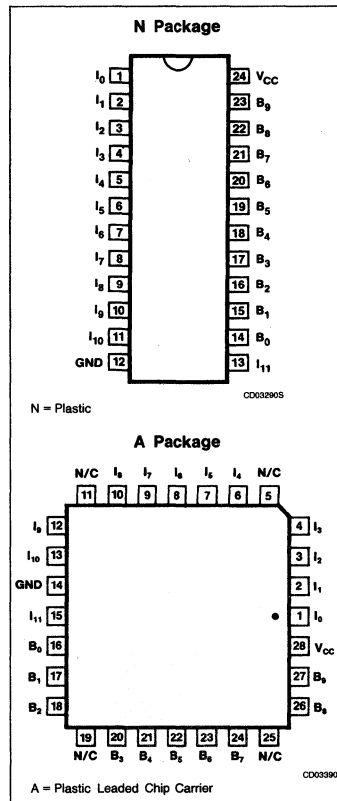 N Package
I0 1 24 VCC
I1 2 23 B9
I2 3 22 B8
I3 4 21 B7
I4 5 20 B6
I5 6 19 B5
I6 7 18 B4
I7 8 17 B3
I8 9 16 B2
I9 10 15 B1
I10 11 14 B0
GND 12 13 I11
CD03290S
N = Plastic
A Package
N/C I8 I7 I6 I5 I4 N/C
11 10 9 8 7 6 5
I9 12 4 I3
I10 13 3 I2
GND 14 2 I1
I11 15 1 I0
B0 16 28 VCC
B1 17 27 B9
B2 18 26 B8
19 20 21 22 23 24 25
N/C B3 B4 B5 B6 B7 N/C
CD03390
A = Plastic Leaded Chip Carrier